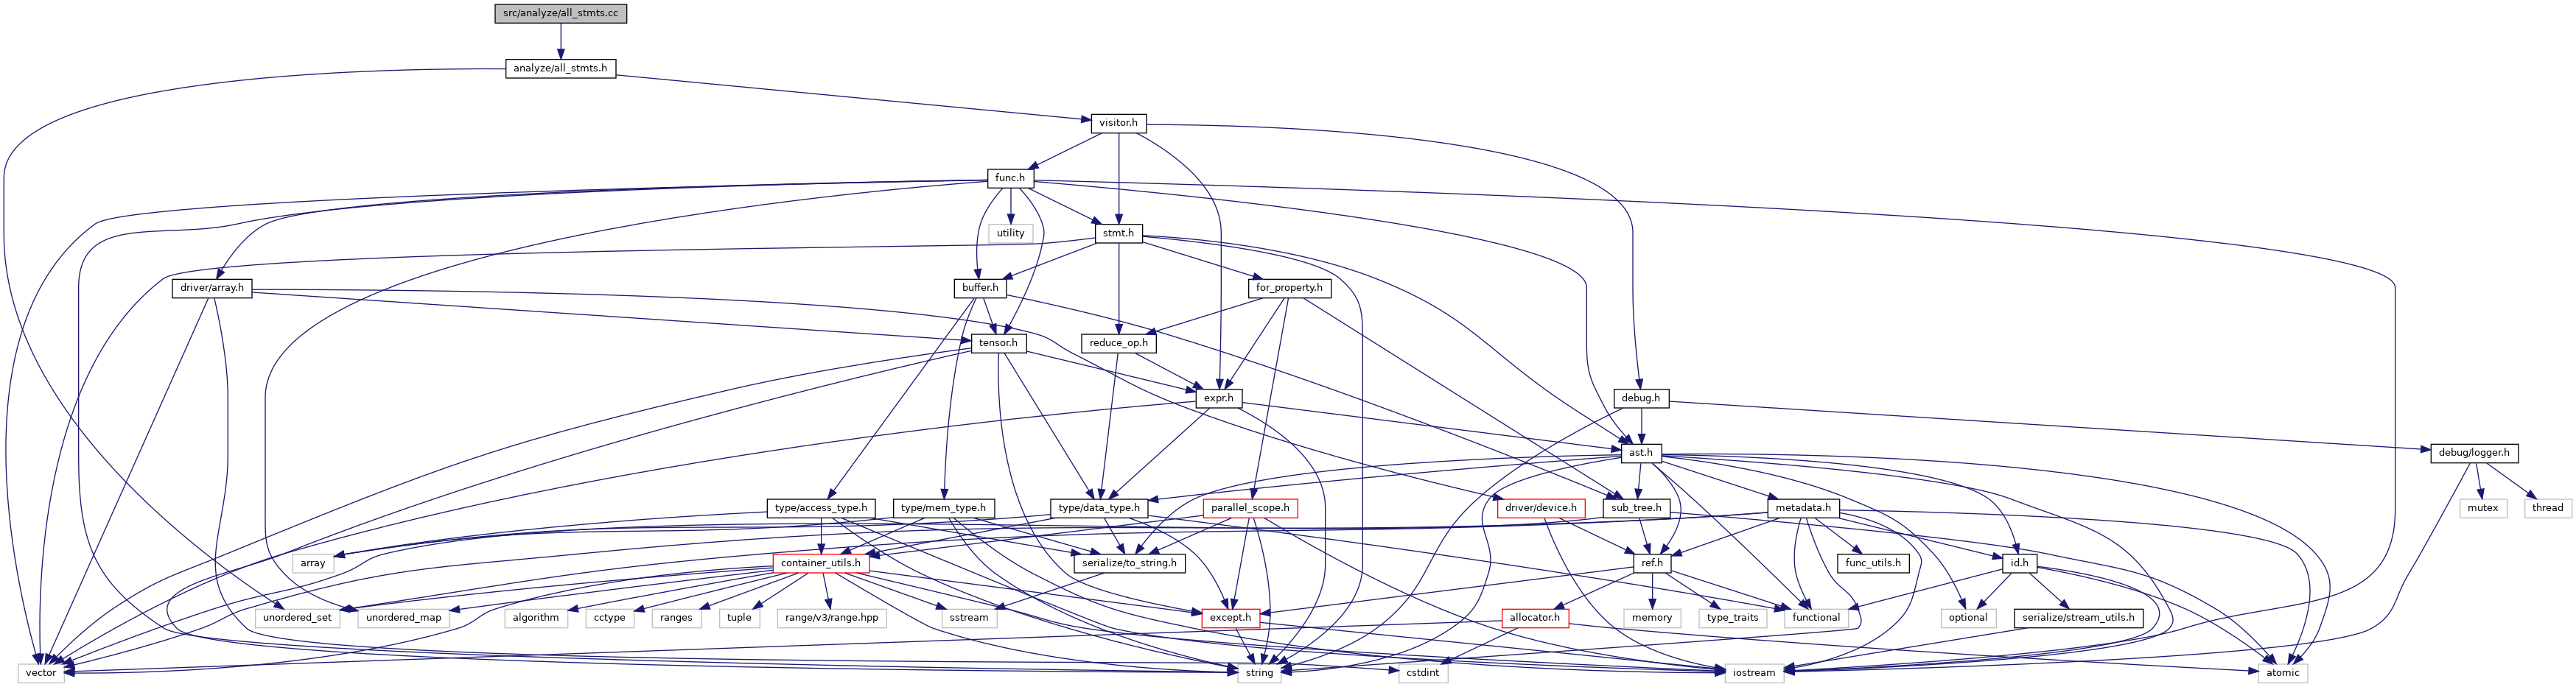 src/analyze/all_stmts.cc
analyze/all_stmts.h
visitor.h
func.h
utility
stmt.h
driver/array.h
buffer.h
for_property.h
tensor.h
reduce_op.h
expr.h
debug.h
ast.h
debug/logger.h
type/access_type.h
type/mem_type.h
type/data_type.h
parallel_scope.h
driver/device.h
sub_tree.h
metadata.h
mutex
thread
array
container_utils.h
serialize/to_string.h
ref.h
func_utils.h
id.h
unordered_set
unordered_map
algorithm
cctype
ranges
tuple
range/v3/range.hpp
sstream
except.h
allocator.h
memory
type_traits
functional
optional
serialize/stream_utils.h
vector
string
cstdint
iostream
atomic